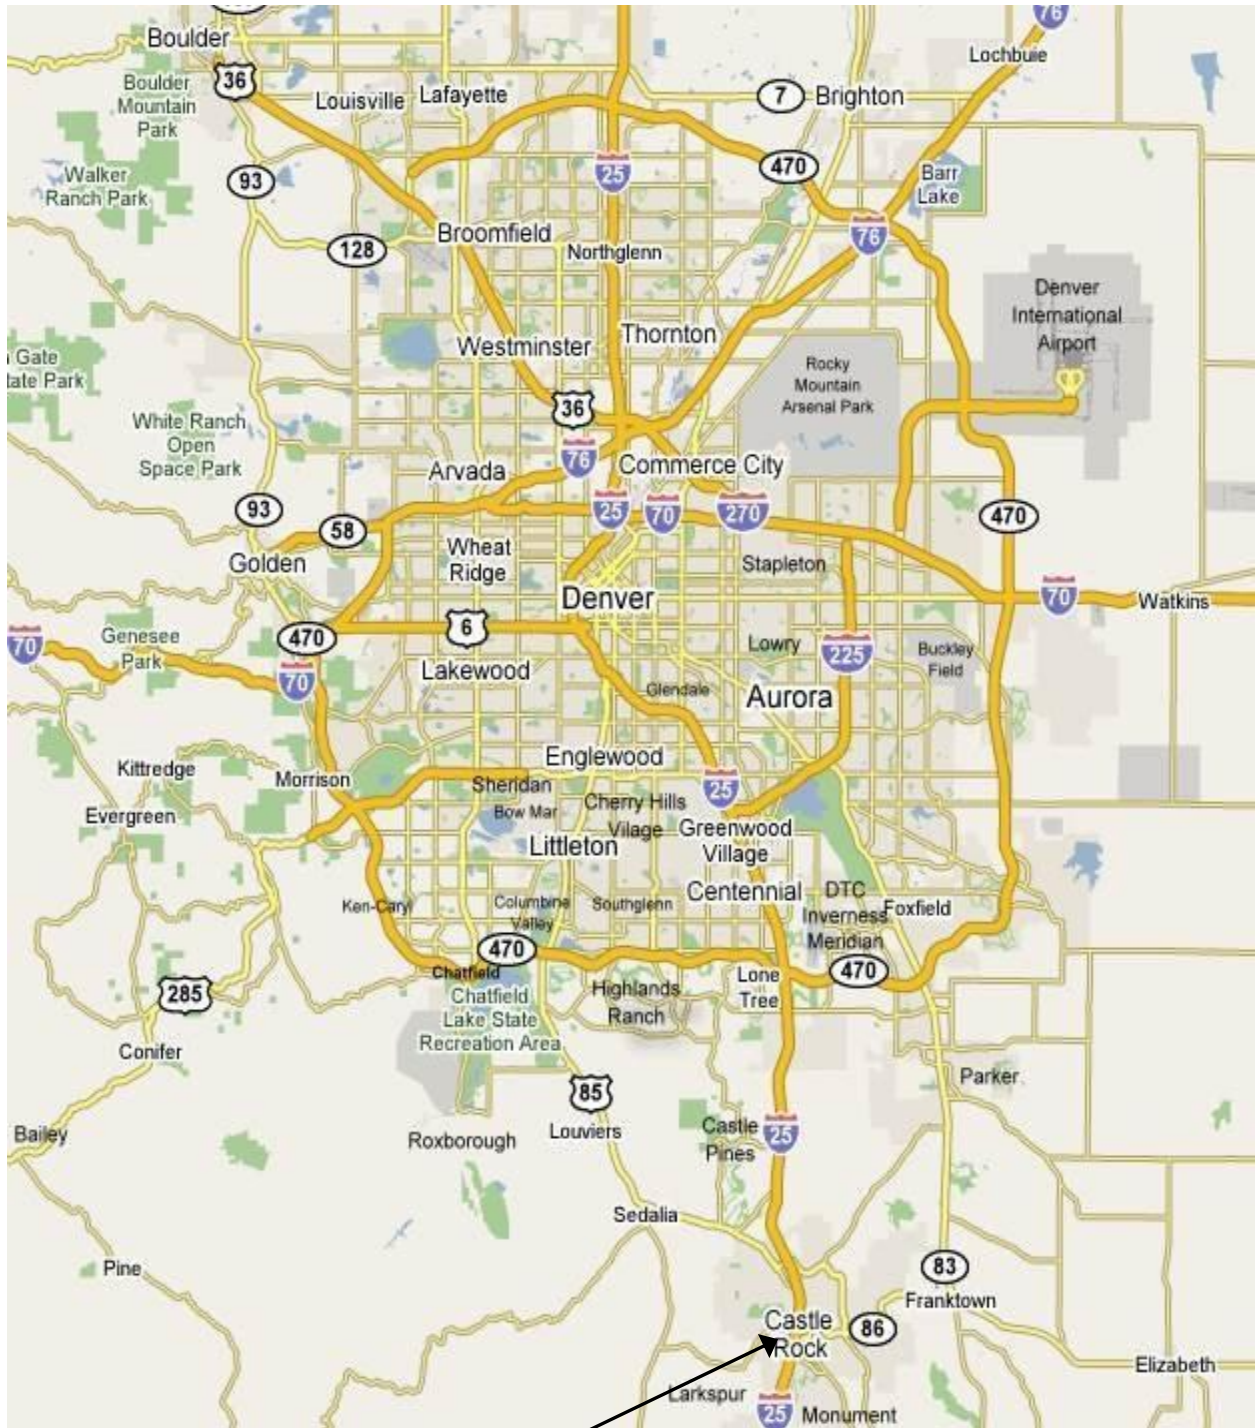 76
Boulder
Lochbuie
36
Boulder
Mountain
Park
Louisville
Lafayette
7
Brighton
25
470
Walker
Ranch Park
93
Barr
Lake
128
Broomfield
Northglenn
76
Denver
International
Airport
Westminster
Thornton
Gate
tate Park
Rocky
Mountain
Arsenal Park
36
White Ranch
Open
Space Park
Arvada
76
Commerce City
93
58
25
70
270
470
Golden
Wheat
Ridge
Stapleton
Denver
70
Watkins
70
Genesee
Park
470
6
Lowry
225
Buckley
Field
Lakewood
70
Glendale
Aurora
Englewood
Kittredge
Morrison
Sheridan
25
Evergreen
Bow Mar
Cherry Hills
Vilage
Littleton
Greenwood
Village
Centennial
DTC
Inverness
Meridian
Foxfield
Ken-Caryl
Columbine
Valley
Southglenn
470
Chatfield
Lone
Tree
470
285
Chatfield
Lake State
Recreation Area
Highlands
Ranch
Conifer
85
Parker
Bailey
Roxborough
Louviers
Castle
Pines
25
Sedalia
Pine
83
Franktown
Castle
Rock
86
Elizabeth
Larkspur
25
Monument